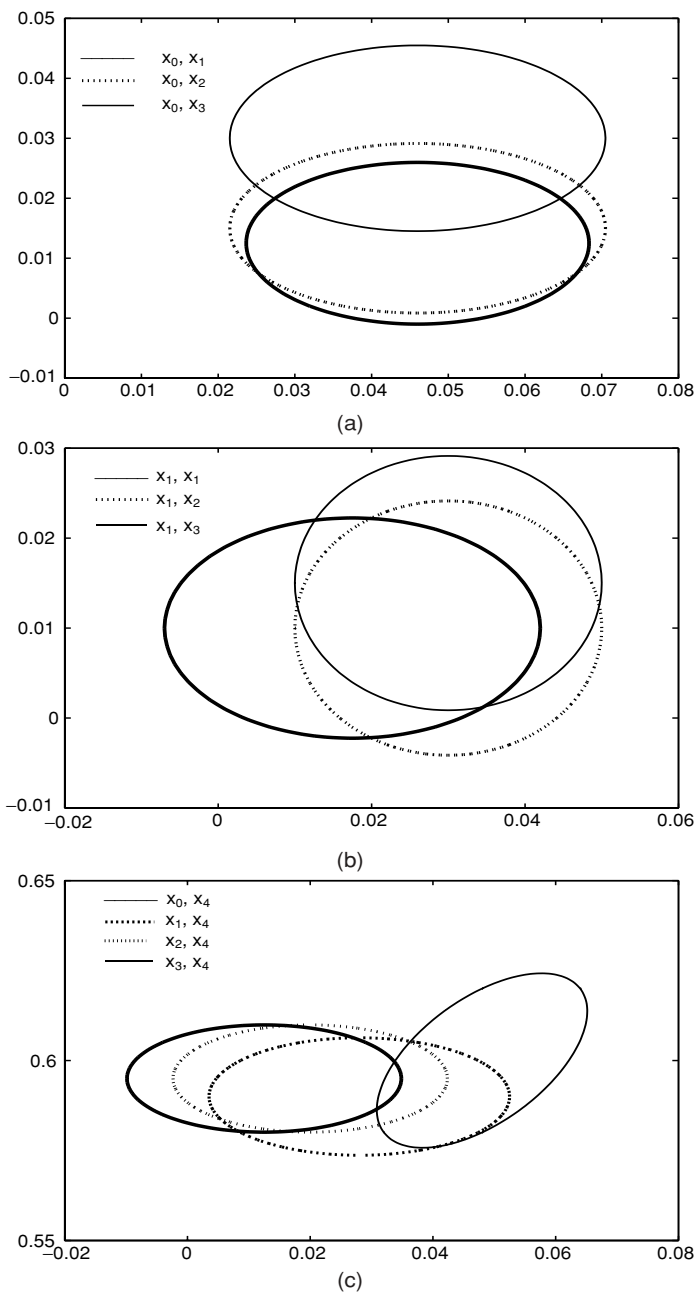 0.05
x₀, x₁
x₀, x₂
x₀, x₃
0.04
0.03
0.02
0.01
0
−0.01
0 0.01 0.02 0.03 0.04 0.05 0.06 0.07 0.08
(a)
0.03
x₁, x₁
x₁, x₂
x₁, x₃
0.02
0.01
0
−0.01
−0.02 0 0.02 0.04 0.06
(b)
0.65
x₀, x₄
x₁, x₄
x₂, x₄
x₃, x₄
0.6
0.55
−0.02 0 0.02 0.04 0.06 0.08
(c)